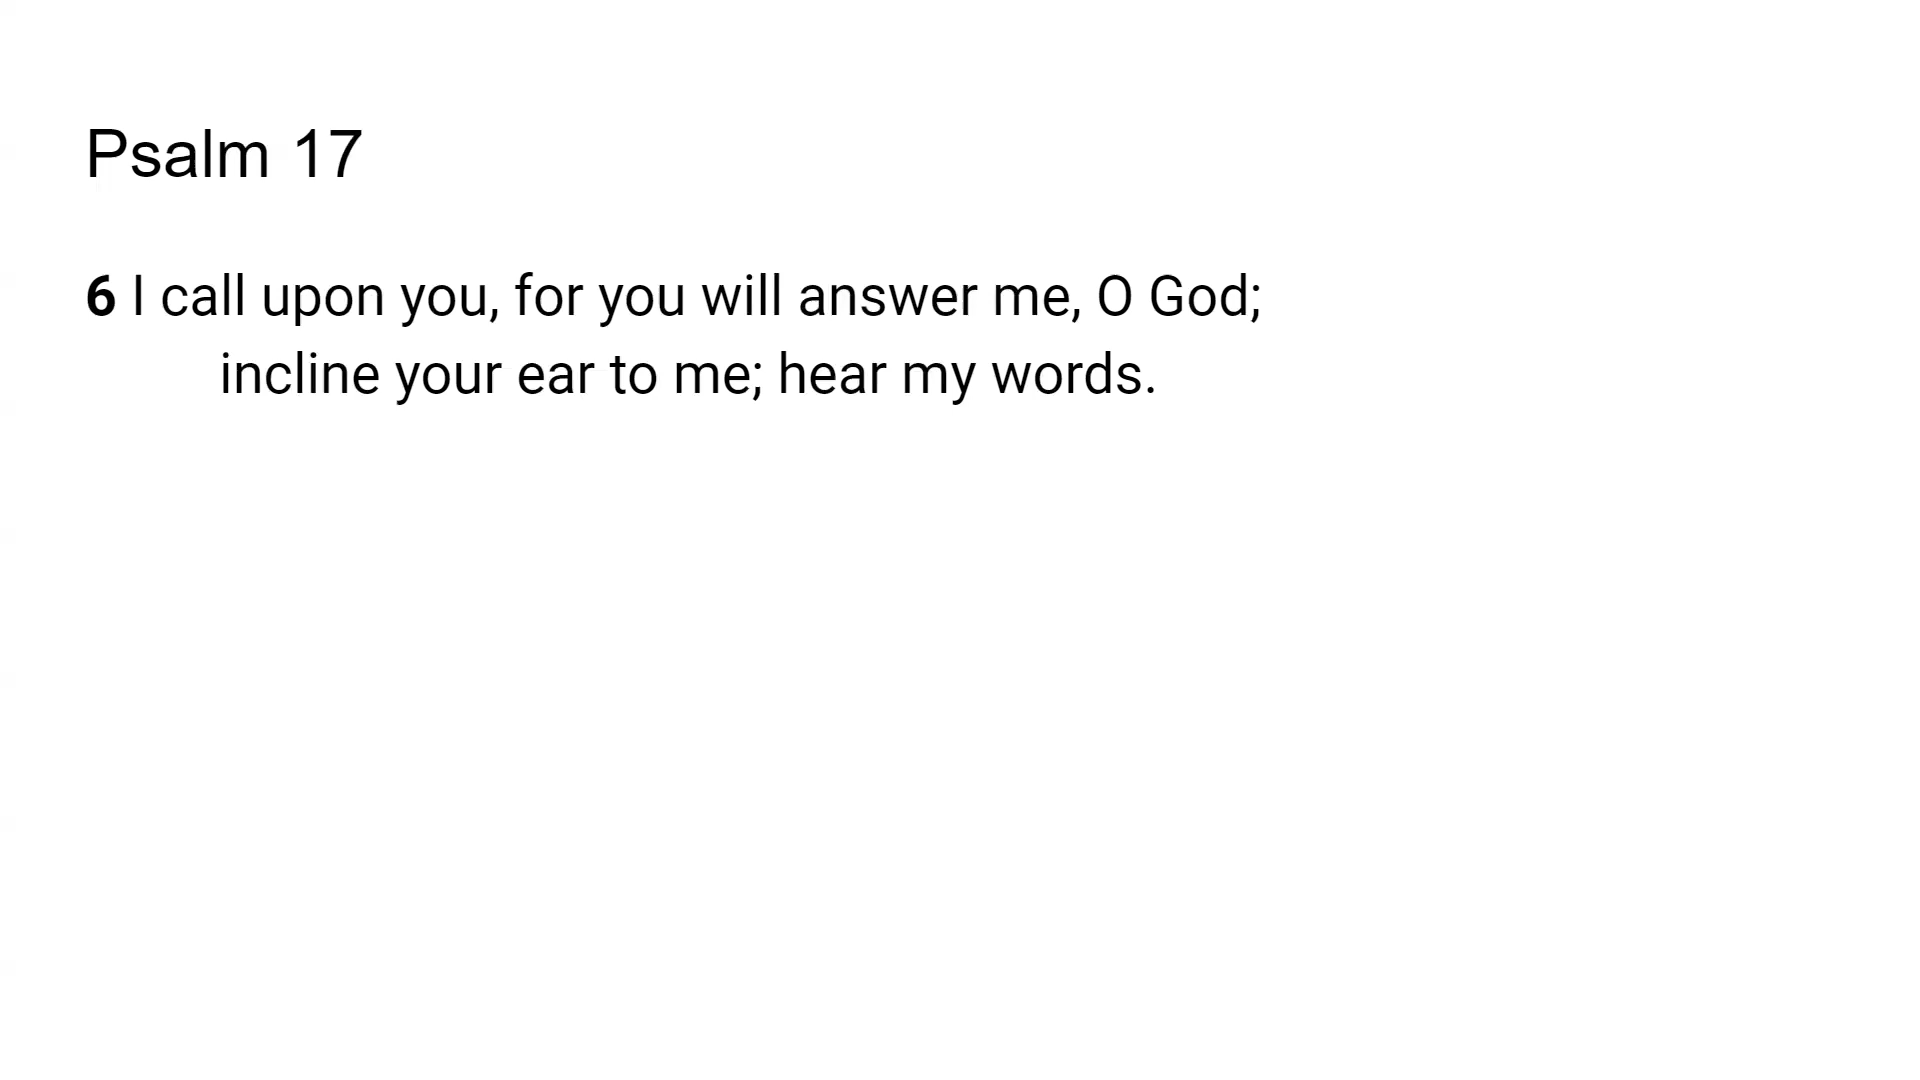 Psalm 17
6 I call upon you, for you will answer me, O God;
incline your ear to me; hear my words.